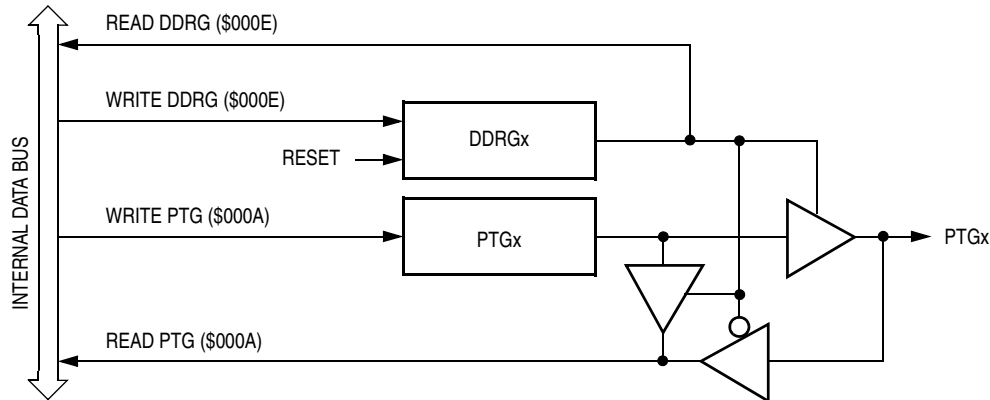 READ DDRG ($000E)
WRITE DDRG ($000E)
DDRGx
RESET
INTERNAL DATA BUS
WRITE PTG ($000A)
PTGx
PTGx
READ PTG ($000A)